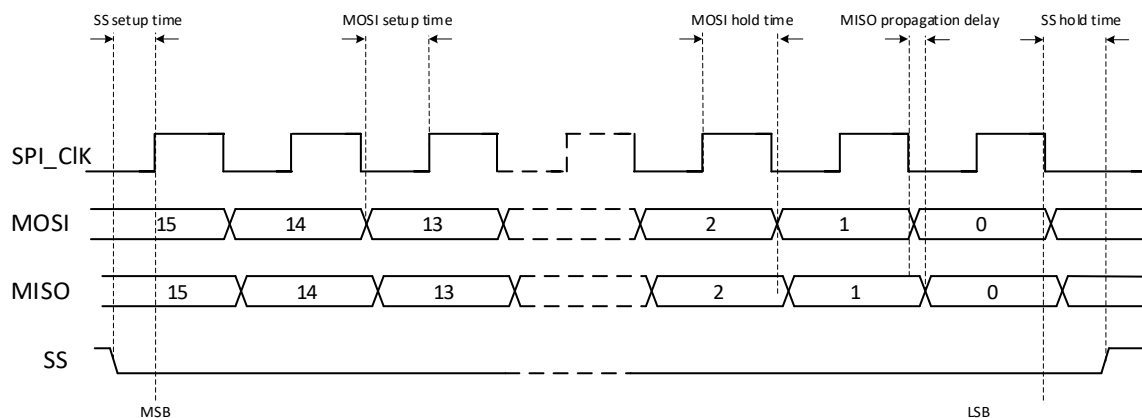 SS setup time MOSI setup time MOSI hold time MISO propagation delay SS hold time
SPI_ClK
MOSI 15 14 13 2 1 0
MISO 15 14 13 2 1 0
SS
MSB LSB